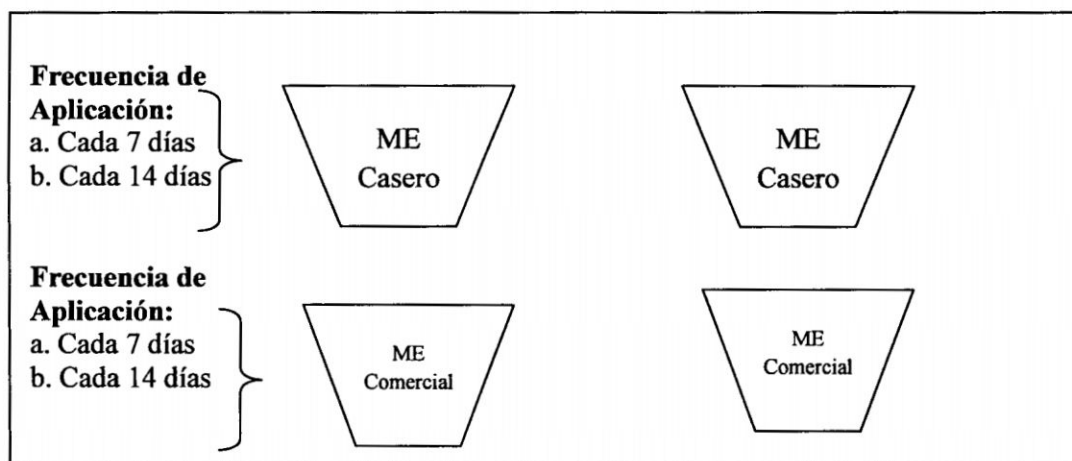 Frecuencia de
Aplicación:
a. Cada 7 días
b. Cada 14 días
ME
Casero
ME
Casero
Frecuencia de
Aplicación:
a. Cada 7 días
b. Cada 14 días
ME
Comercial
ME
Comercial